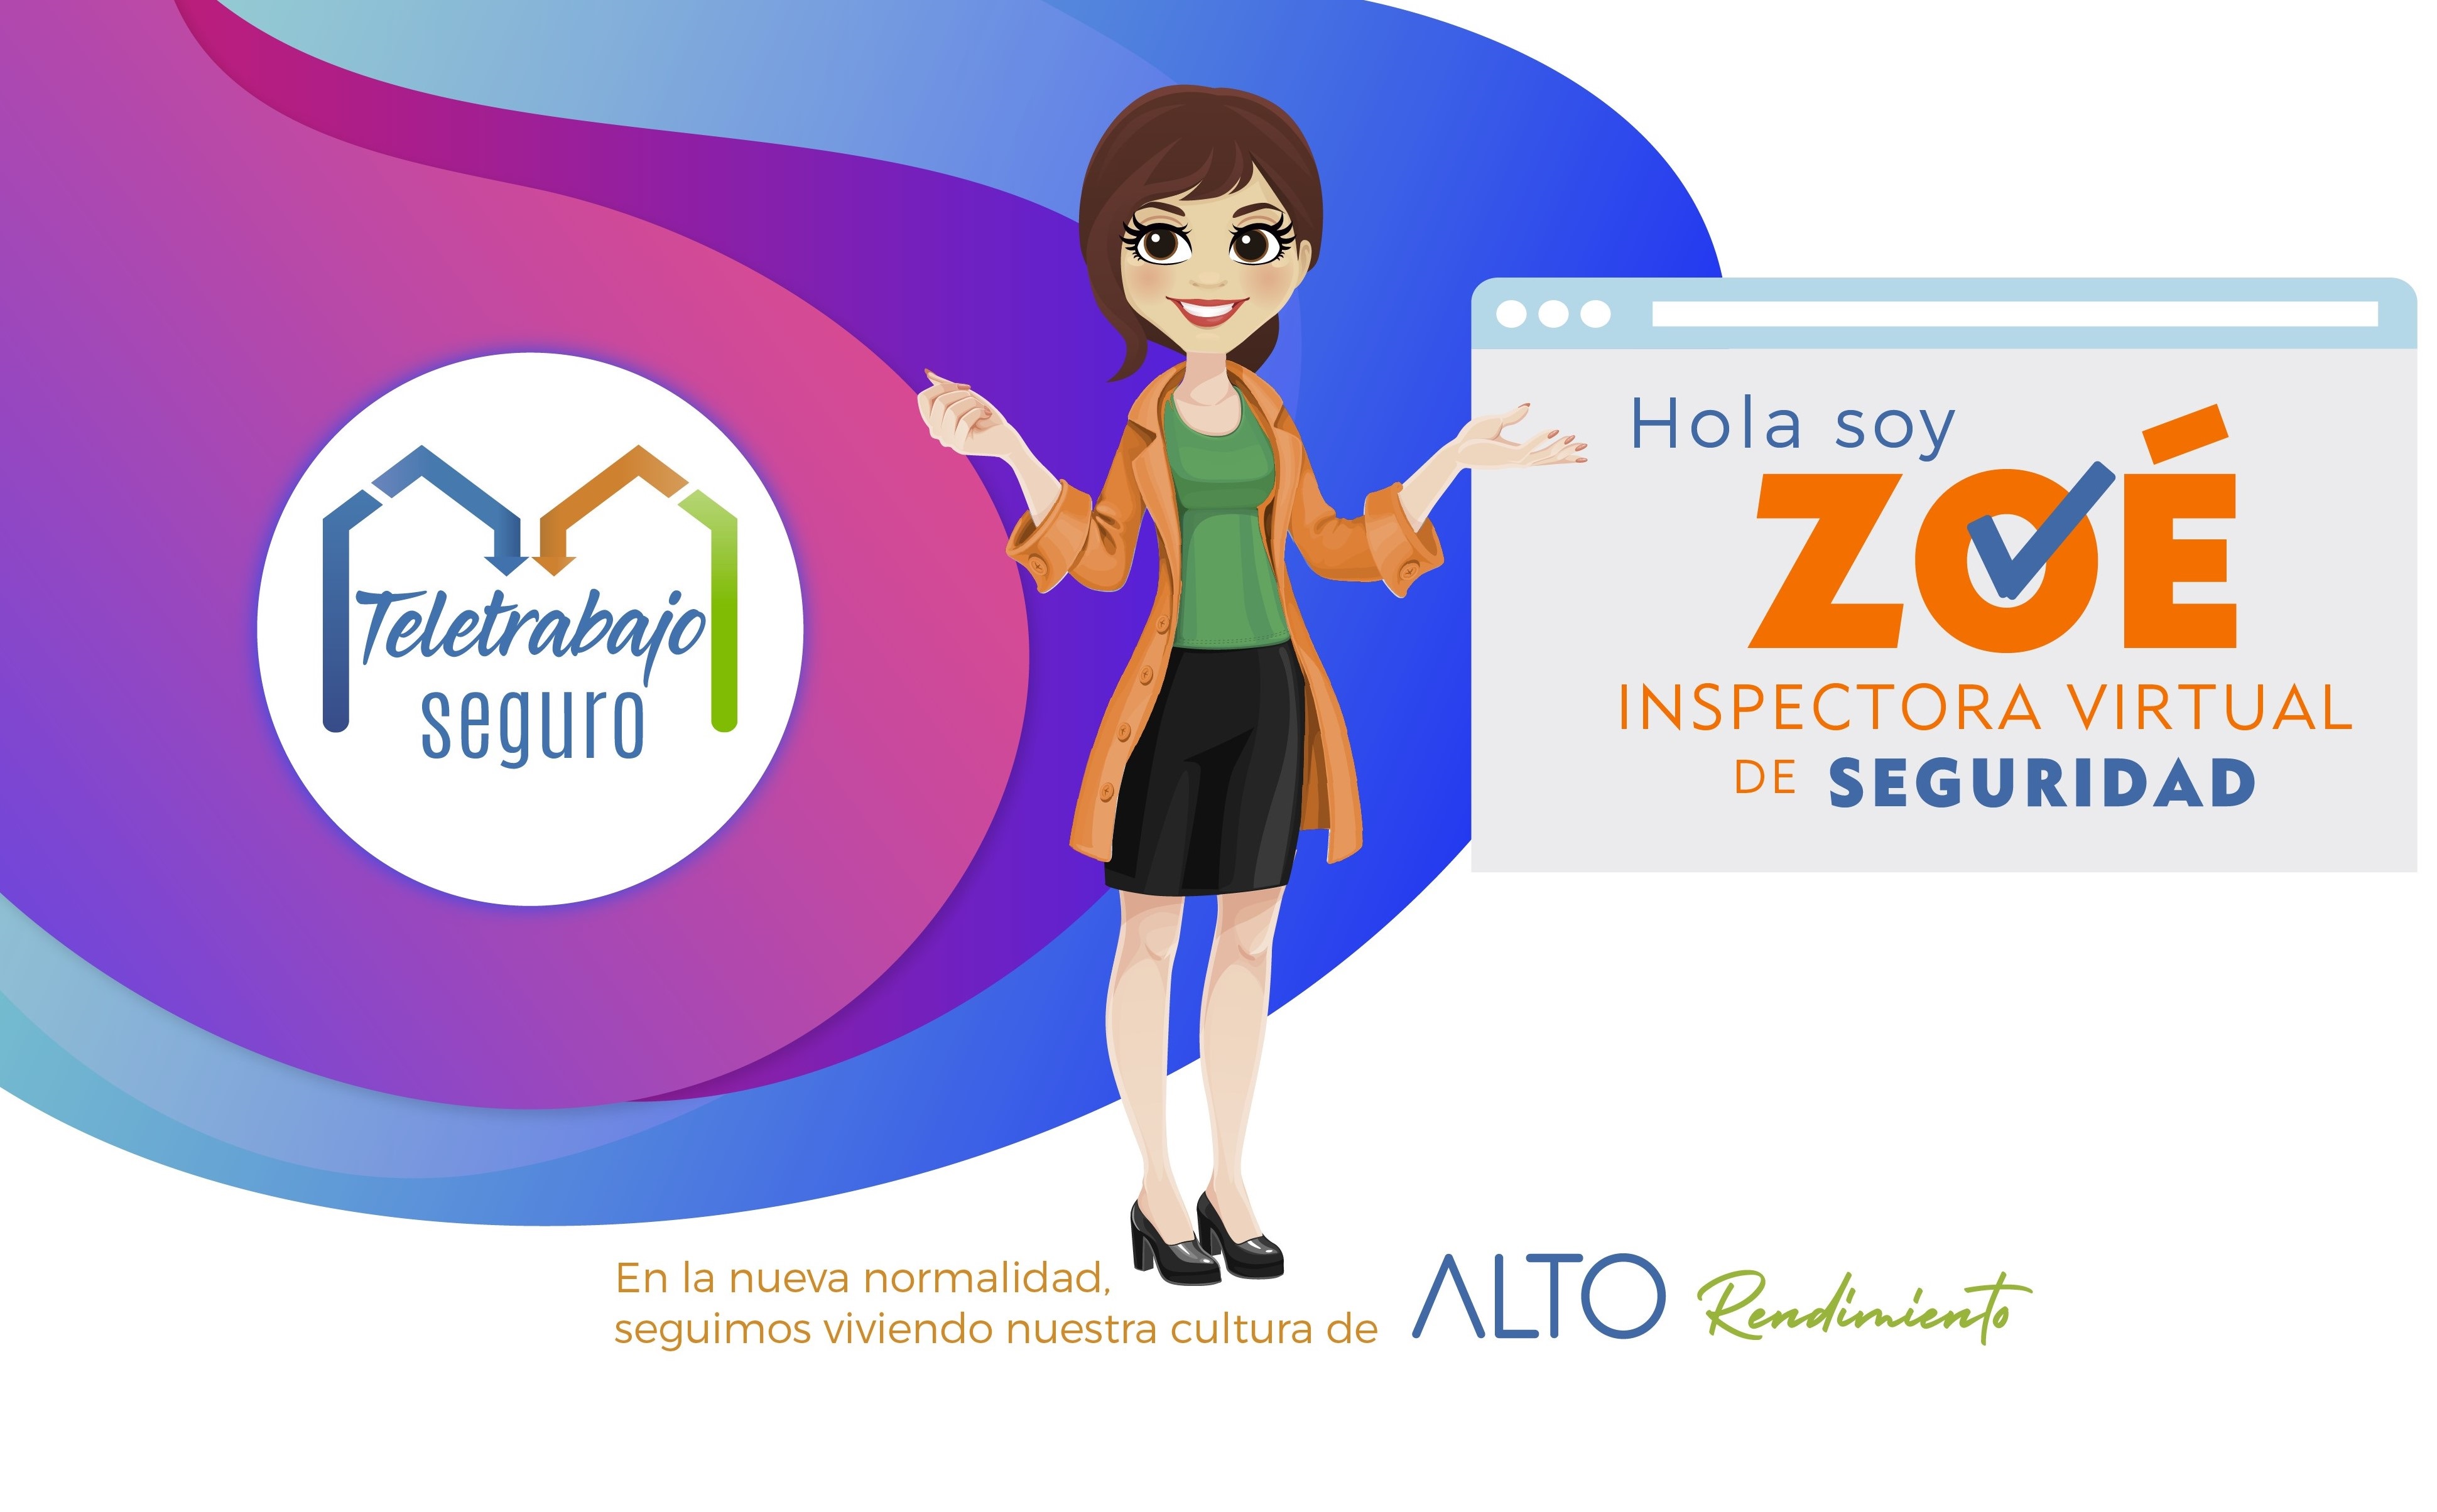 Teletrabajo
seguro
Hola soy
ZOÉ
INSPECTORA VIRTUAL
DE SEGURIDAD
En la nueva normalidad,
seguimos viviendo nuestra cultura de ALTO Rendimiento